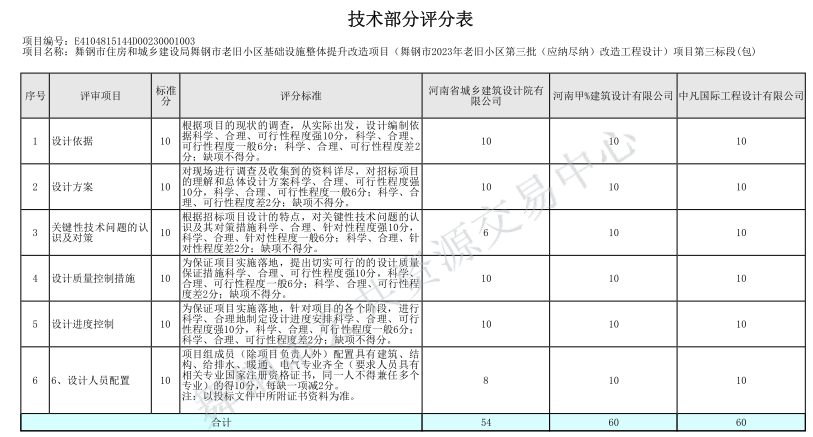 技术部分评分表
项目编号：E4104815144D00230001003
项目名称：舞钢市住房和城乡建设局舞钢市老旧小区基础设施整体提升改造项目（舞钢市2023年老旧小区第三批（应纳尽纳）改造工程设计）项目第三标段(包)
序号 评审项目 标准分 评分标准 河南省城乡建筑设计院有限公司 河南甲%建筑设计有限公司 中凡国际工程设计有限公司
1 设计依据 10
根据项目的现状的调查，从实际出发，设计编制依
据科学、合理、可行性程度强10分，科学、合理、
可行性程度一般6分；科学、合理、可行性程度差2
分；缺项不得分。
10 10 10
2 设计方案 10
对现场进行调查及收集到的资料详尽，对招标项目
的理解和总体设计方案科学、合理、可行性程度强
10分，科学、合理、可行性程度一般6分；科学、合
理、可行性程度差2分；缺项不得分。
10 10 10
3 关键性技术问题的认识及对策 10
根据招标项目设计的特点，对关键性技术问题的认
识及其对策措施科学、合理、针对性程度强10分，
科学、合理、针对性程度一般6分；科学、合理、针
对性程度差2分；缺项不得分。
6 10 10
4 设计质量控制措施 10
为保证项目实施落地，提出切实可行的的设计质量
保证措施科学、合理、可行性程度强10分，科学、
合理、可行性程度一般6分；科学、合理、可行性程
度差2分；缺项不得分。
10 10 10
5 设计进度控制 10
为保证项目实施落地，针对项目的各个阶段，进行
科学、合理地制定设计进度安排科学、合理、可行
性程度强10分，科学、合理、可行性程度一般6分；
科学、合理、可行性程度差2分；缺项不得分。
10 10 10
6 6、设计人员配置 10
项目组成员（除项目负责人外）配置具有建筑、结
构、给排水、暖通、电气专业齐全（要求人员具有
相关专业国家注册资格证书，同一人不得兼任多个
专业）的得10分，每缺一项减2分。
注：以投标文件中所附证书资料为准。
8 10 10
合计 54 60 60